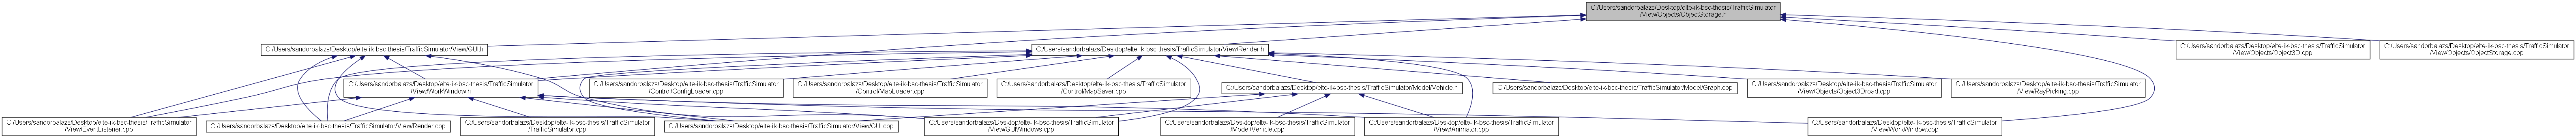 C:/Users/sandorbalazs/Desktop/elte-ik-bsc-thesis/TrafficSimulator
/View/Objects/ObjectStorage.h
C:/Users/sandorbalazs/Desktop/elte-ik-bsc-thesis/TrafficSimulator/View/GUI.h
C:/Users/sandorbalazs/Desktop/elte-ik-bsc-thesis/TrafficSimulator/View/Render.h
C:/Users/sandorbalazs/Desktop/elte-ik-bsc-thesis/TrafficSimulator
/View/Objects/Object3D.cpp
C:/Users/sandorbalazs/Desktop/elte-ik-bsc-thesis/TrafficSimulator
/View/Objects/ObjectStorage.cpp
C:/Users/sandorbalazs/Desktop/elte-ik-bsc-thesis/TrafficSimulator
/View/WorkWindow.h
C:/Users/sandorbalazs/Desktop/elte-ik-bsc-thesis/TrafficSimulator
/Control/ConfigLoader.cpp
C:/Users/sandorbalazs/Desktop/elte-ik-bsc-thesis/TrafficSimulator
/Control/MapLoader.cpp
C:/Users/sandorbalazs/Desktop/elte-ik-bsc-thesis/TrafficSimulator
/Control/MapSaver.cpp
C:/Users/sandorbalazs/Desktop/elte-ik-bsc-thesis/TrafficSimulator/Model/Vehicle.h
C:/Users/sandorbalazs/Desktop/elte-ik-bsc-thesis/TrafficSimulator/Model/Graph.cpp
C:/Users/sandorbalazs/Desktop/elte-ik-bsc-thesis/TrafficSimulator
/View/Objects/Object3Droad.cpp
C:/Users/sandorbalazs/Desktop/elte-ik-bsc-thesis/TrafficSimulator
/View/RayPicking.cpp
C:/Users/sandorbalazs/Desktop/elte-ik-bsc-thesis/TrafficSimulator
/View/EventListener.cpp
C:/Users/sandorbalazs/Desktop/elte-ik-bsc-thesis/TrafficSimulator/View/Render.cpp
C:/Users/sandorbalazs/Desktop/elte-ik-bsc-thesis/TrafficSimulator
/TrafficSimulator.cpp
C:/Users/sandorbalazs/Desktop/elte-ik-bsc-thesis/TrafficSimulator/View/GUI.cpp
C:/Users/sandorbalazs/Desktop/elte-ik-bsc-thesis/TrafficSimulator
/View/GUIWindows.cpp
C:/Users/sandorbalazs/Desktop/elte-ik-bsc-thesis/TrafficSimulator
/Model/Vehicle.cpp
C:/Users/sandorbalazs/Desktop/elte-ik-bsc-thesis/TrafficSimulator
/View/Animator.cpp
C:/Users/sandorbalazs/Desktop/elte-ik-bsc-thesis/TrafficSimulator
/View/WorkWindow.cpp